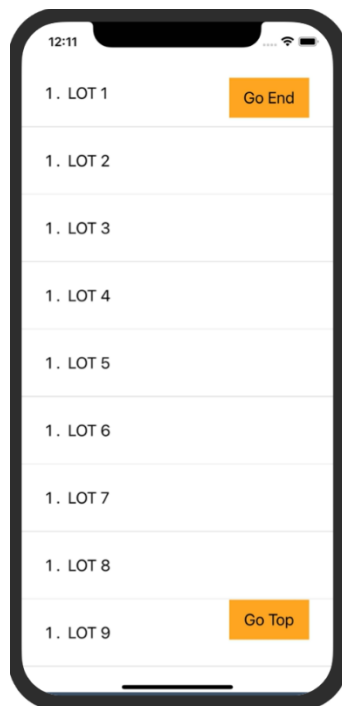 12:11
1. LOT 1
Go End
1. LOT 2
1. LOT 3
1. LOT 4
1. LOT 5
1. LOT 6
1. LOT 7
1. LOT 8
Go Top
1. LOT 9